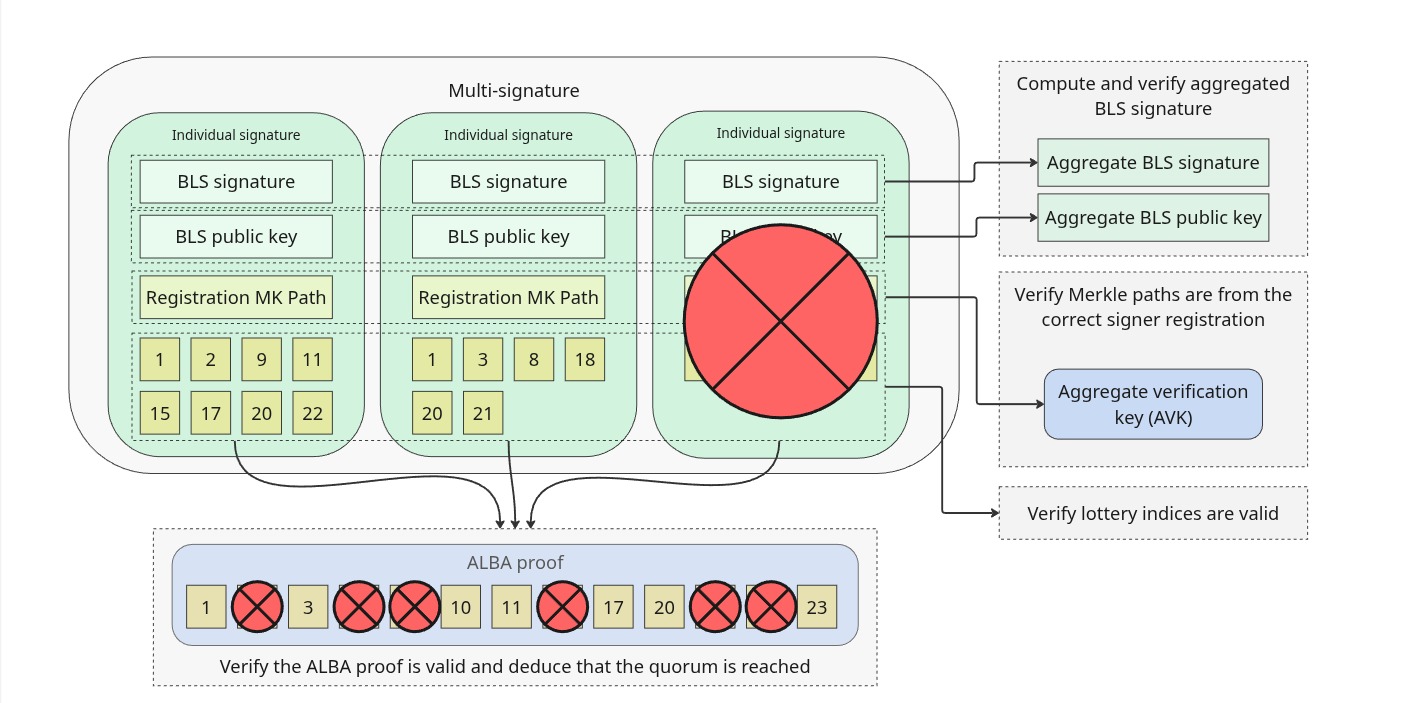 Multi-signature
Individual signature
BLS signature
BLS public key
Registration MK Path
1 2 9 11
15 17 20 22
Individual signature
BLS signature
BLS public key
Registration MK Path
1 3 8 18
20 21
Individual signature
BLS signature
Compute and verify aggregated
BLS signature
Aggregate BLS signature
Aggregate BLS public key
Verify Merkle paths are from the
correct signer registration
Aggregate verification
key (AVK)
Verify lottery indices are valid
ALBA proof
1 3 10 11 17 20 23
Verify the ALBA proof is valid and deduce that the quorum is reached